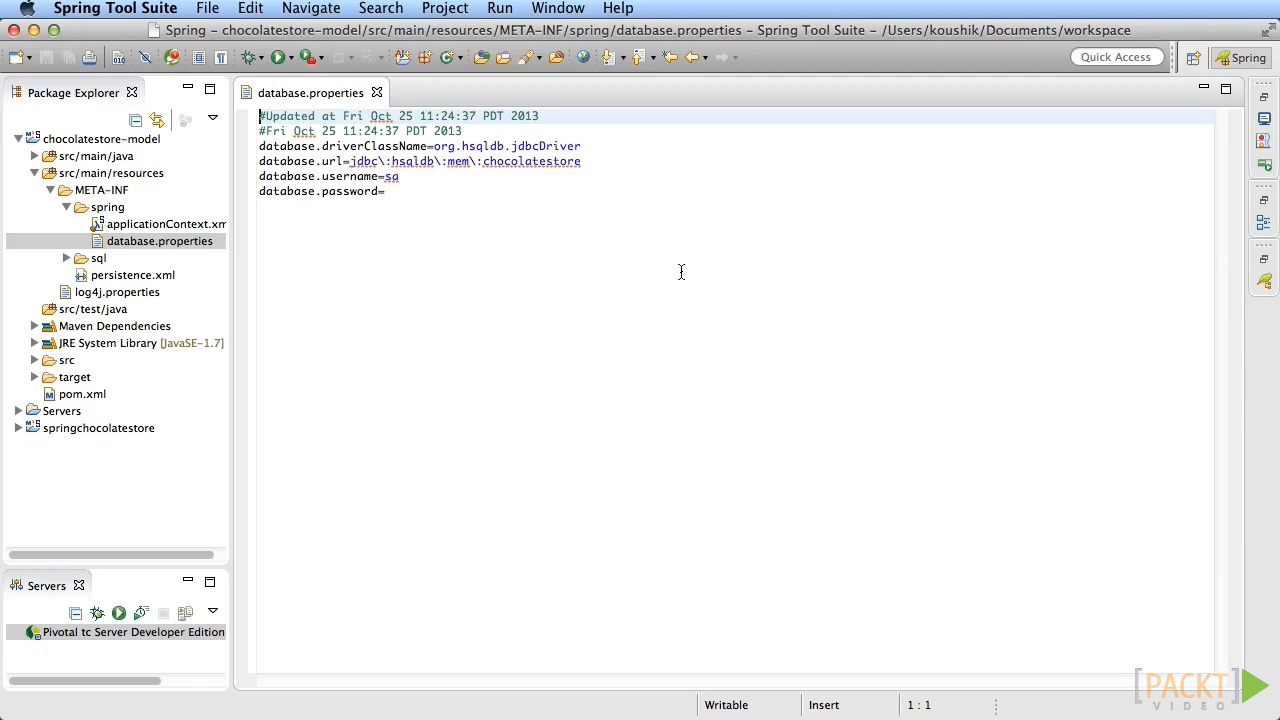 Spring Tool Suite File Edit Navigate Search Project Run Window Help
Spring – chocolatestore-model/src/main/resources/META-INF/spring/database.properties – Spring Tool Suite – /Users/koushik/Documents/workspace
Quick Access
Spring
Package Explorer
chocolatestore-model
src/main/java
src/main/resources
META-INF
spring
applicationContext.xm
database.properties
sql
persistence.xml
log4j.properties
src/test/java
Maven Dependencies
JRE System Library [JavaSE-1.7]
src
target
pom.xml
Servers
springchocolatestore
database.properties
#Updated at Fri Oct 25 11:24:37 PDT 2013
#Fri Oct 25 11:24:37 PDT 2013
database.driverClassName=org.hsqldb.jdbcDriver
database.url=jdbc\:hsqldb\:mem\:chocolatestore
database.username=sa
database.password=
Servers
Pivotal tc Server Developer Edition
Writable
Insert
1 : 1
[PACKT]
VIDEO